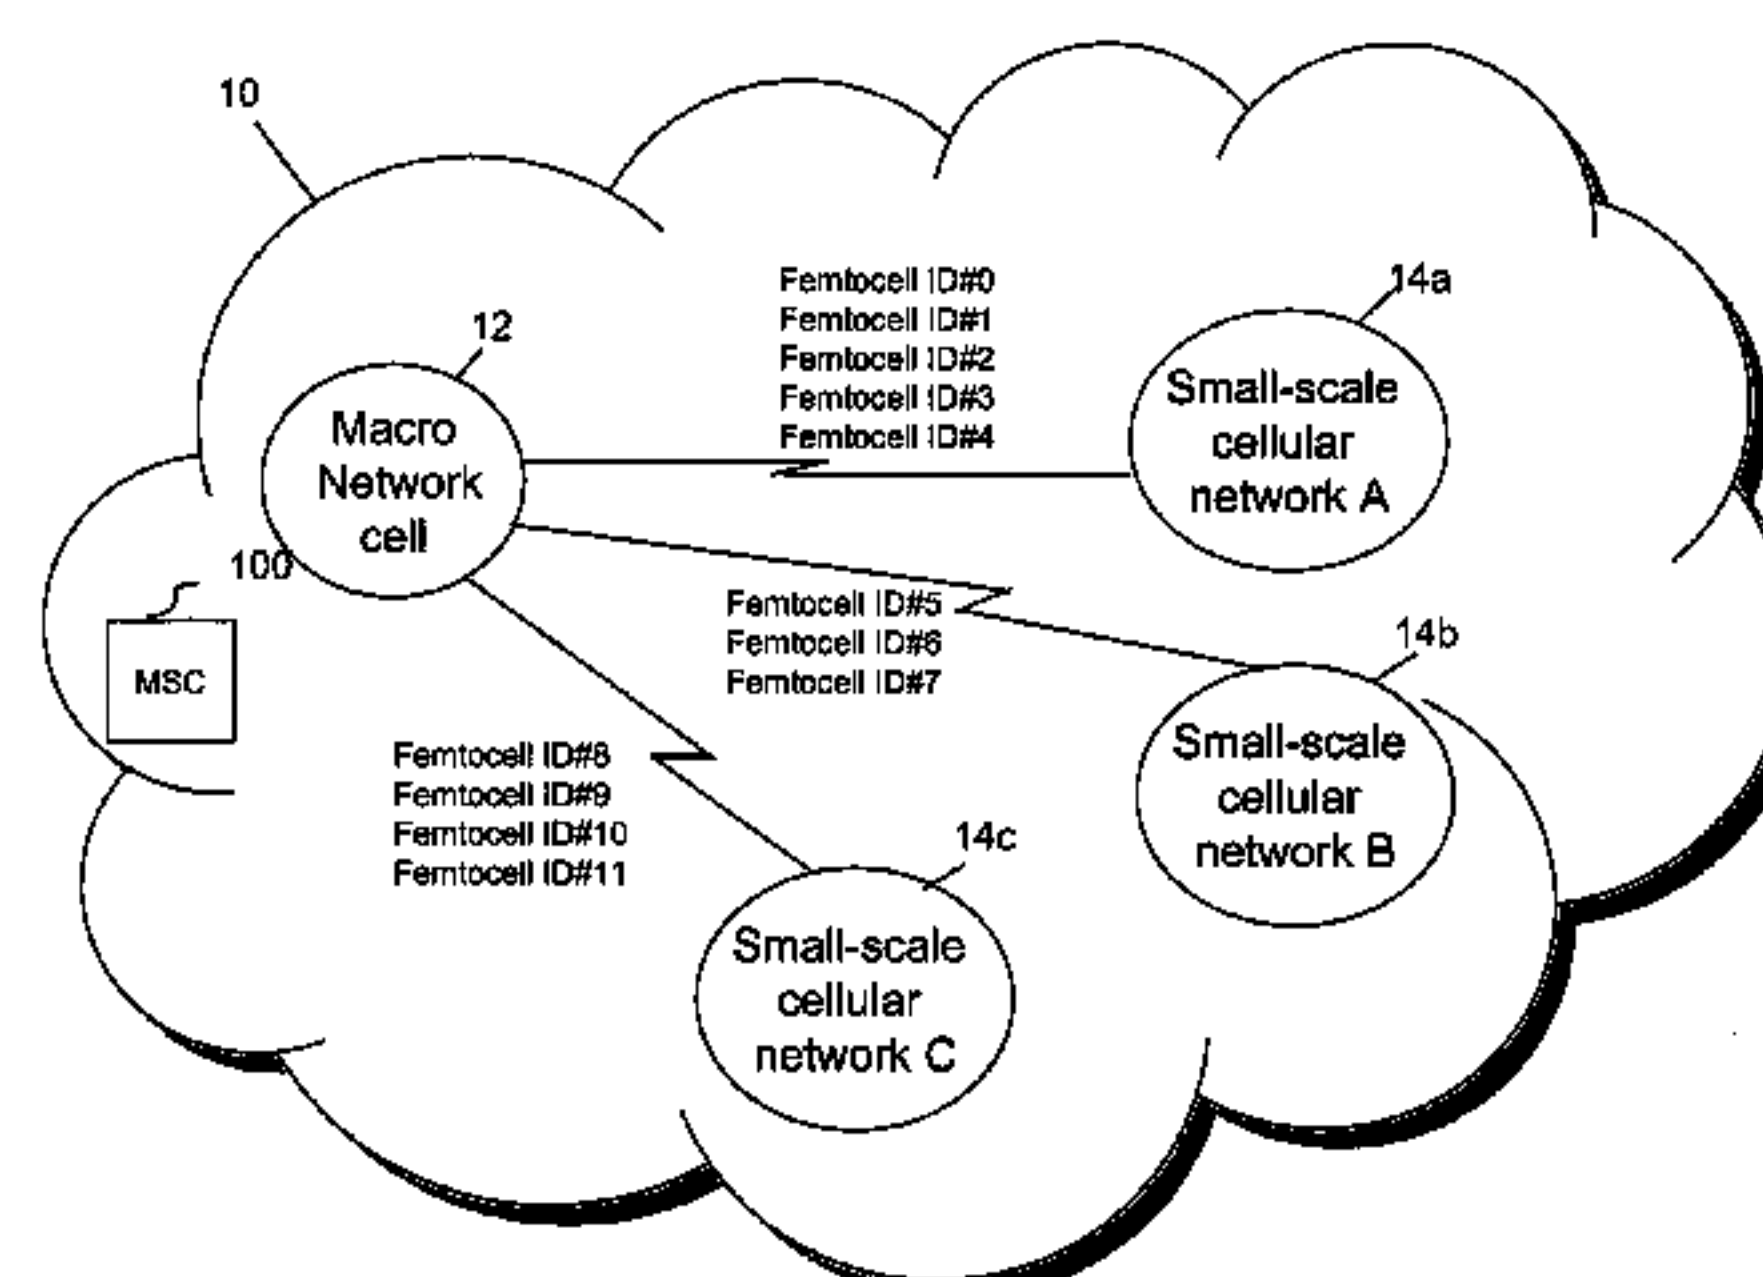 10
Femtocell ID#0
Femtocell ID#1
Femtocell ID#2
Femtocell ID#3
Femtocell ID#4
14a
12
Small-scale
cellular
network A
Macro
Network
cell
100
MSC
Femtocell ID#5
Femtocell ID#6
Femtocell ID#7
14b
Small-scale
cellular
network B
Femtocell ID#8
Femtocell ID#9
Femtocell ID#10
Femtocell ID#11
14c
Small-scale
cellular
network C